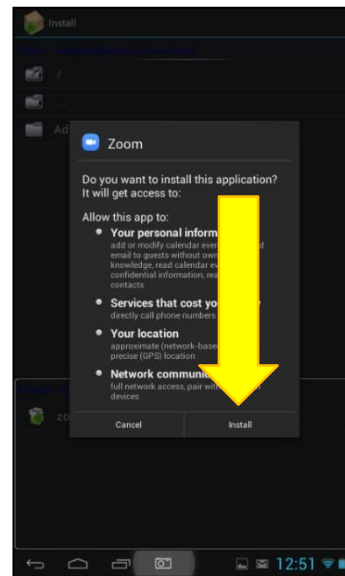 Install
/
..
Ad
Zoom
Do you want to install this application?
It will get access to:
Allow this app to:
Your personal inform
add or modify calendar even d
email to guests without own
knowledge, read calendar ev
confidential information, rea
contacts
Services that cost yo
directly call phone numbers
Your location
approximate (network-base
precise (GPS) location
Network communi
full network access, pair with
devices
zo
Cancel Install
12:51